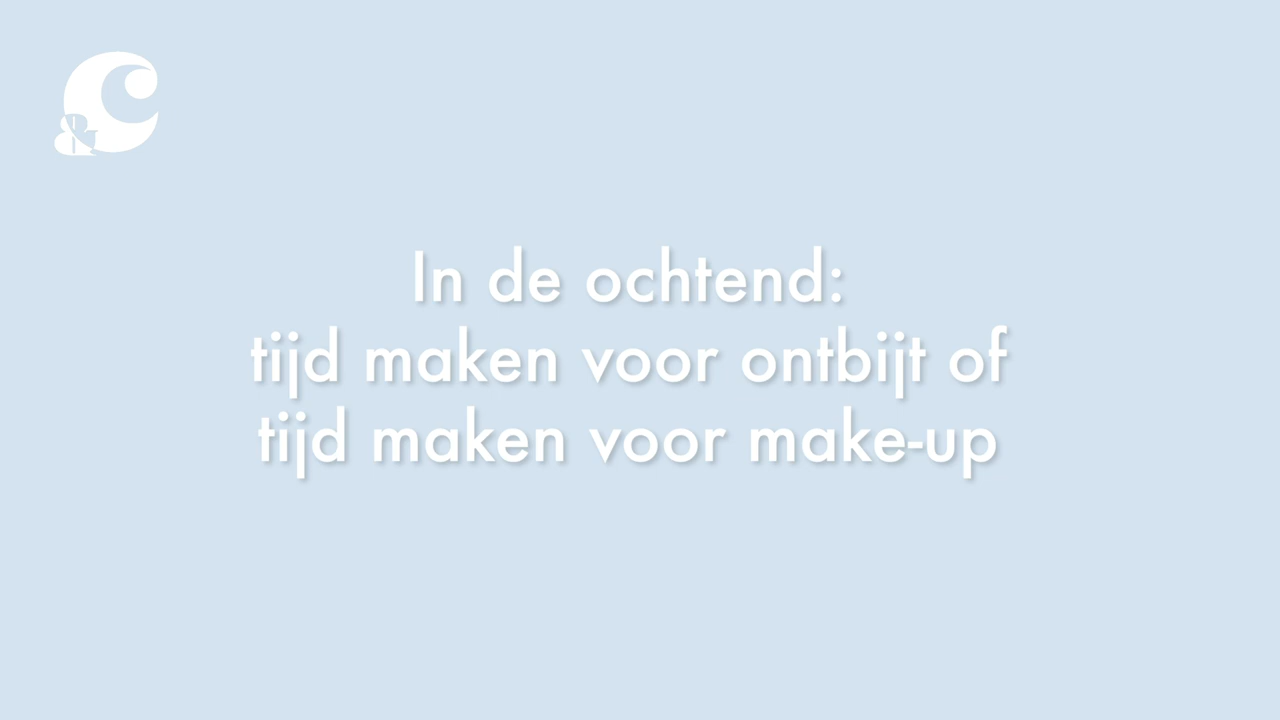 &C
In de ochtend:
tijd maken voor ontbijt of
tijd maken voor make-up